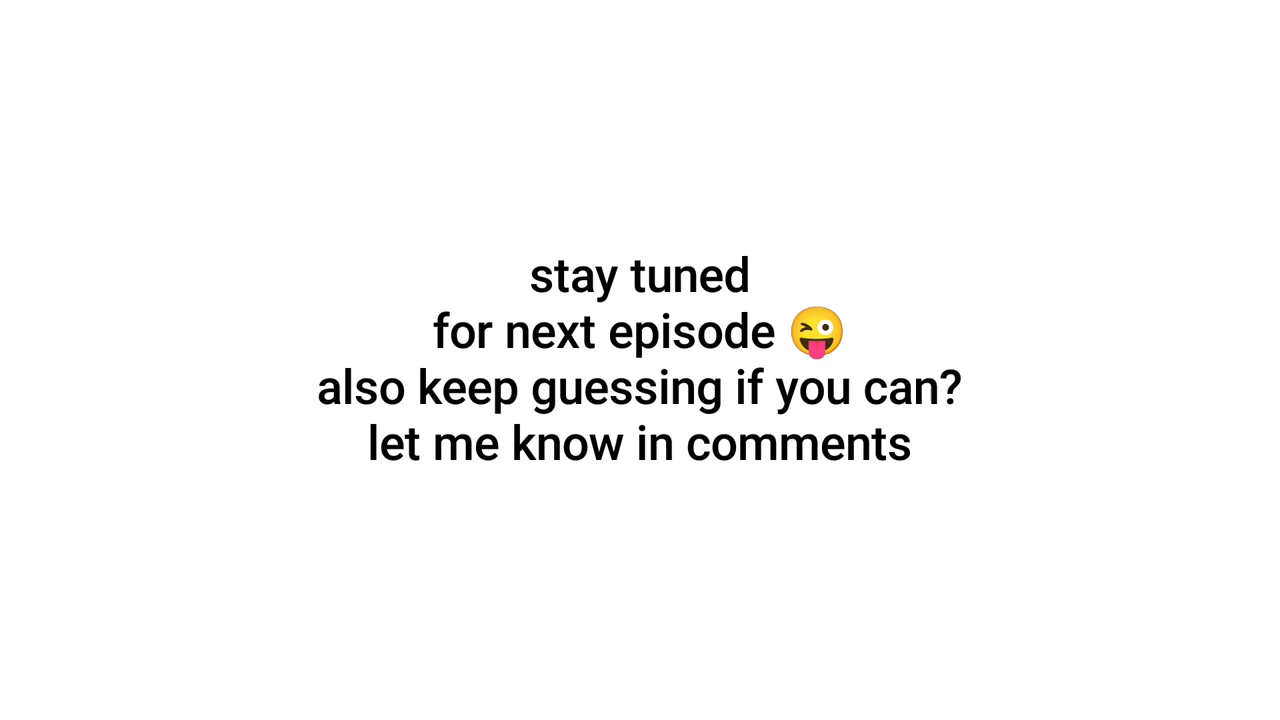 stay tuned
for next episode 😜
also keep guessing if you can?
let me know in comments